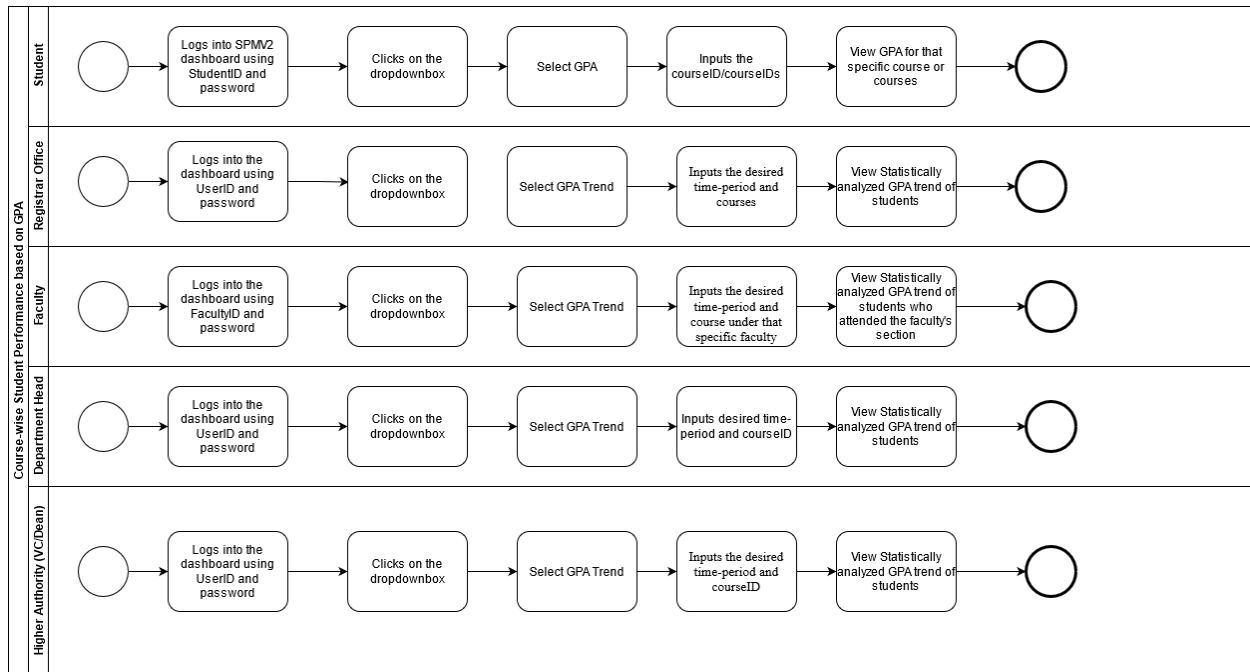 Course-wise Student Performance based on GPA
Student
Logs into SPMV2
dashboard using
StudentID and
password
Clicks on the
dropdownbox
Select GPA
Inputs the
courseID/courseIDs
View GPA for that
specific course or
courses
Registrar Office
Logs into the
dashboard using
UserID and
password
Clicks on the
dropdownbox
Select GPA Trend
Inputs the desired
time-period and
courses
View Statistically
analyzed GPA trend of
students
Faculty
Logs into the
dashboard using
FacultyID and
password
Clicks on the
dropdownbox
Select GPA Trend
Inputs the desired
time-period and
course under that
specific faculty
View Statistically
analyzed GPA trend of
students who
attended the faculty's
section
Department Head
Logs into the
dashboard using
UserID and
password
Clicks on the
dropdownbox
Select GPA Trend
Inputs desired time-
period and courseID
View Statistically
analyzed GPA trend of
students
Higher Authority (VC/Dean)
Logs into the
dashboard using
UserID and
password
Clicks on the
dropdownbox
Select GPA Trend
Inputs the desired
time-period and
courseID
View Statistically
analyzed GPA trend of
students